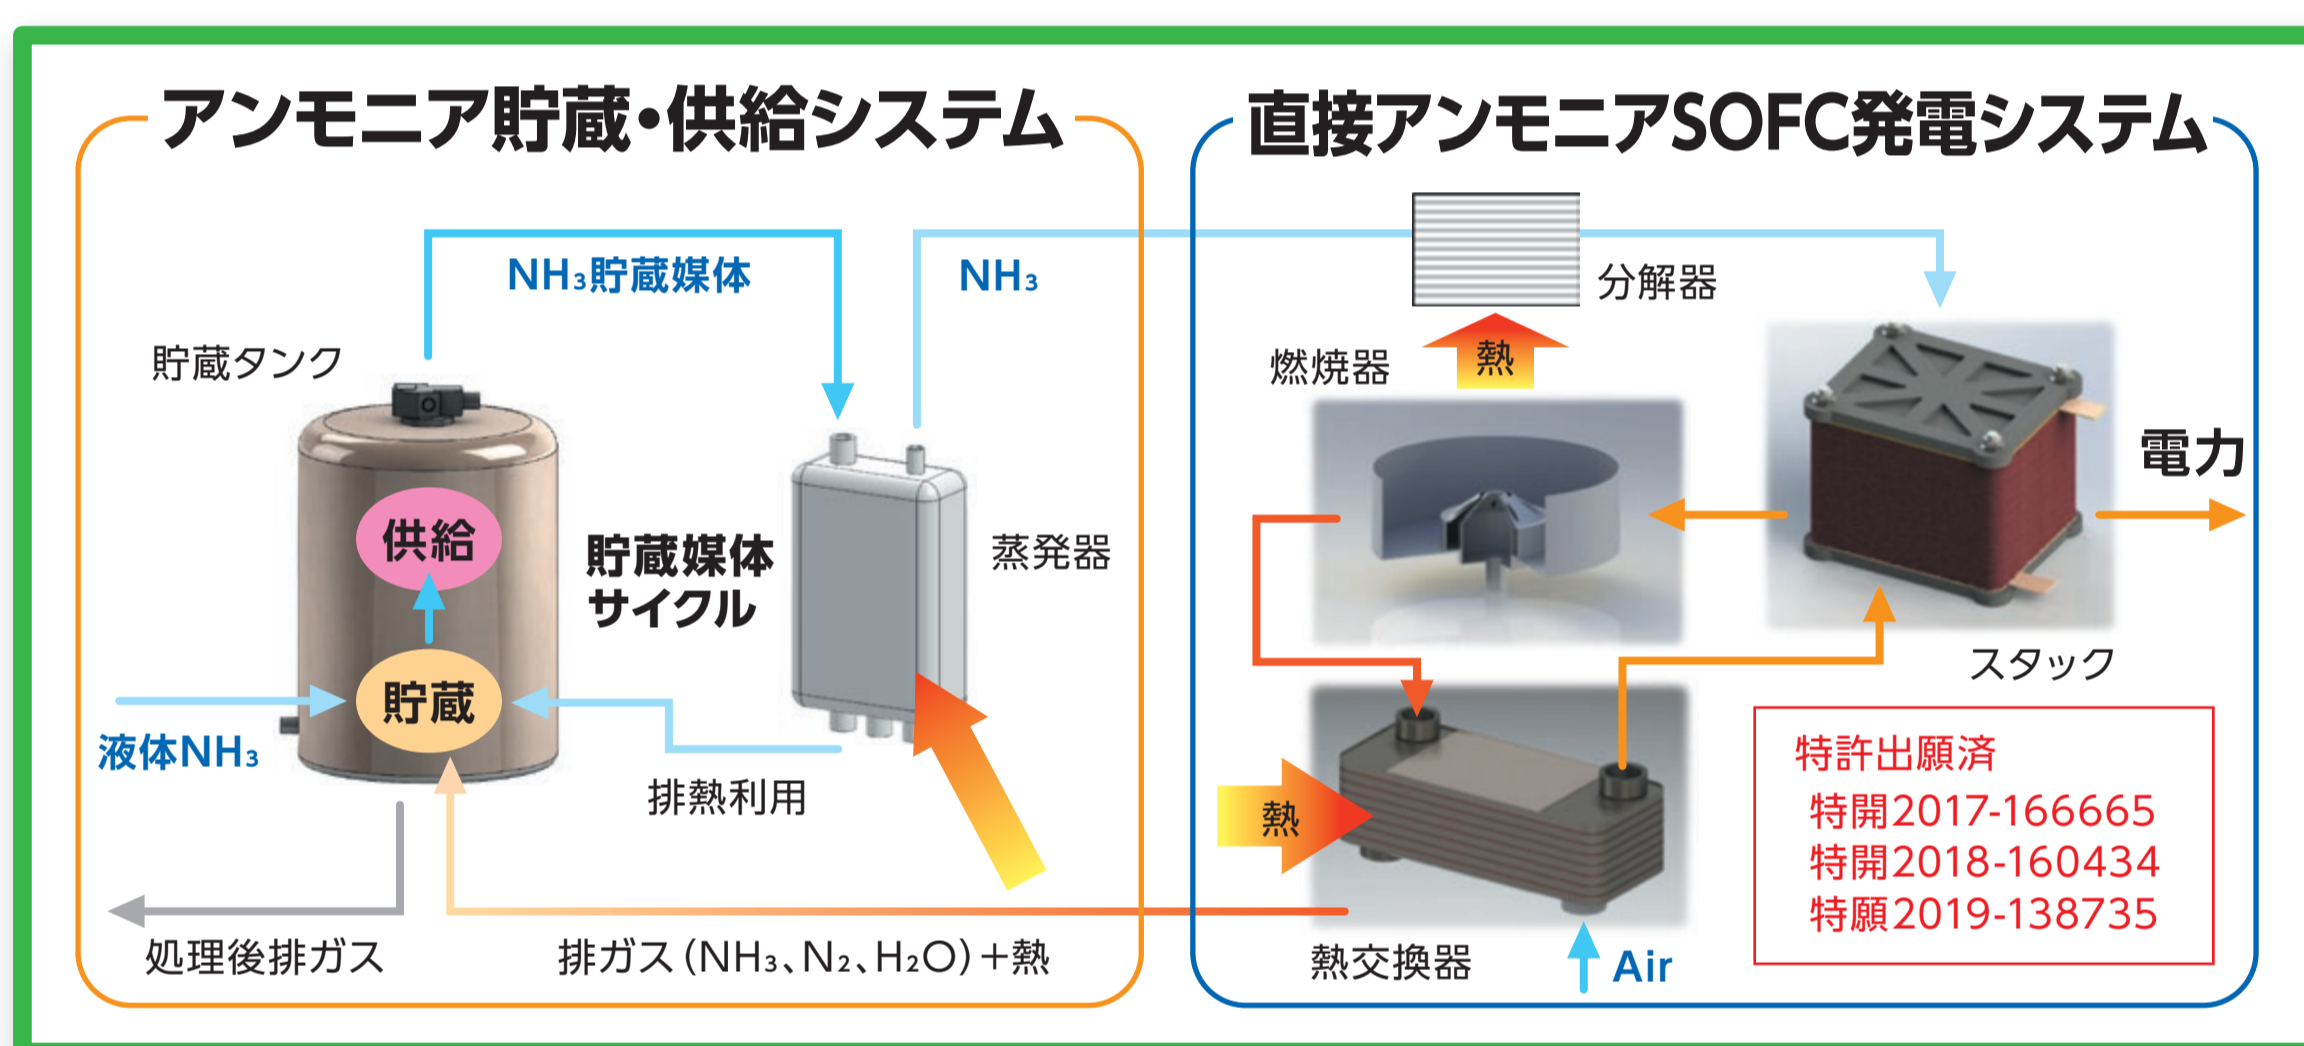 アンモニア貯蔵・供給システム
NH₃貯蔵媒体
NH₃
貯蔵タンク
供給
貯蔵媒体
サイクル
蒸発器
貯蔵
液体NH₃
排熱利用
処理後排ガス
排ガス(NH₃、N₂、H₂O)+熱
直接アンモニアSOFC発電システム
分解器
熱
燃焼器
電力
スタック
熱
熱交換器
Air
特許出願済
特開2017-166665
特開2018-160434
特願2019-138735